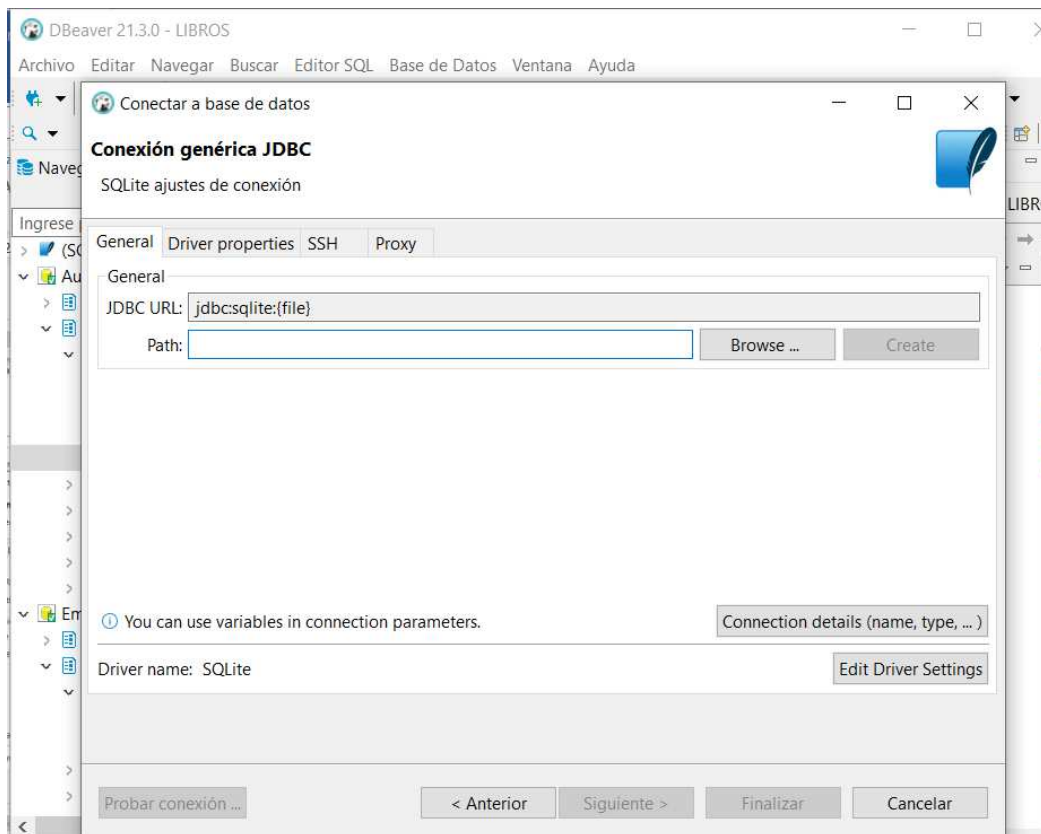 DBeaver 21.3.0 - LIBROS
Archivo Editar Navegar Buscar Editor SQL Base de Datos Ventana Ayuda
Conectar a base de datos
Conexión genérica JDBC
SQLite ajustes de conexión
Naveg
LIBR
Ingrese
General Driver properties SSH Proxy
(SQ
Au
General
JDBC URL: jdbc:sqlite:{file}
Path: Browse ... Create
Em
You can use variables in connection parameters. Connection details (name, type, ... )
Driver name: SQLite Edit Driver Settings
Probar conexión ... < Anterior Siguiente > Finalizar Cancelar